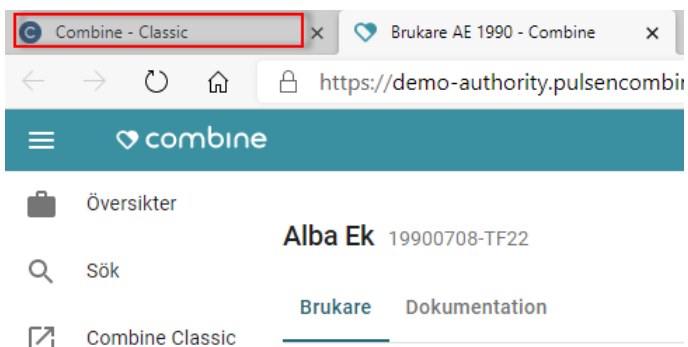 Combine - Classic
Brukare AE 1990 - Combine
https://demo-authority.pulsencombi
combine
Översikter
Alba Ek 19900708-TF22
Sök
Brukare Dokumentation
Combine Classic